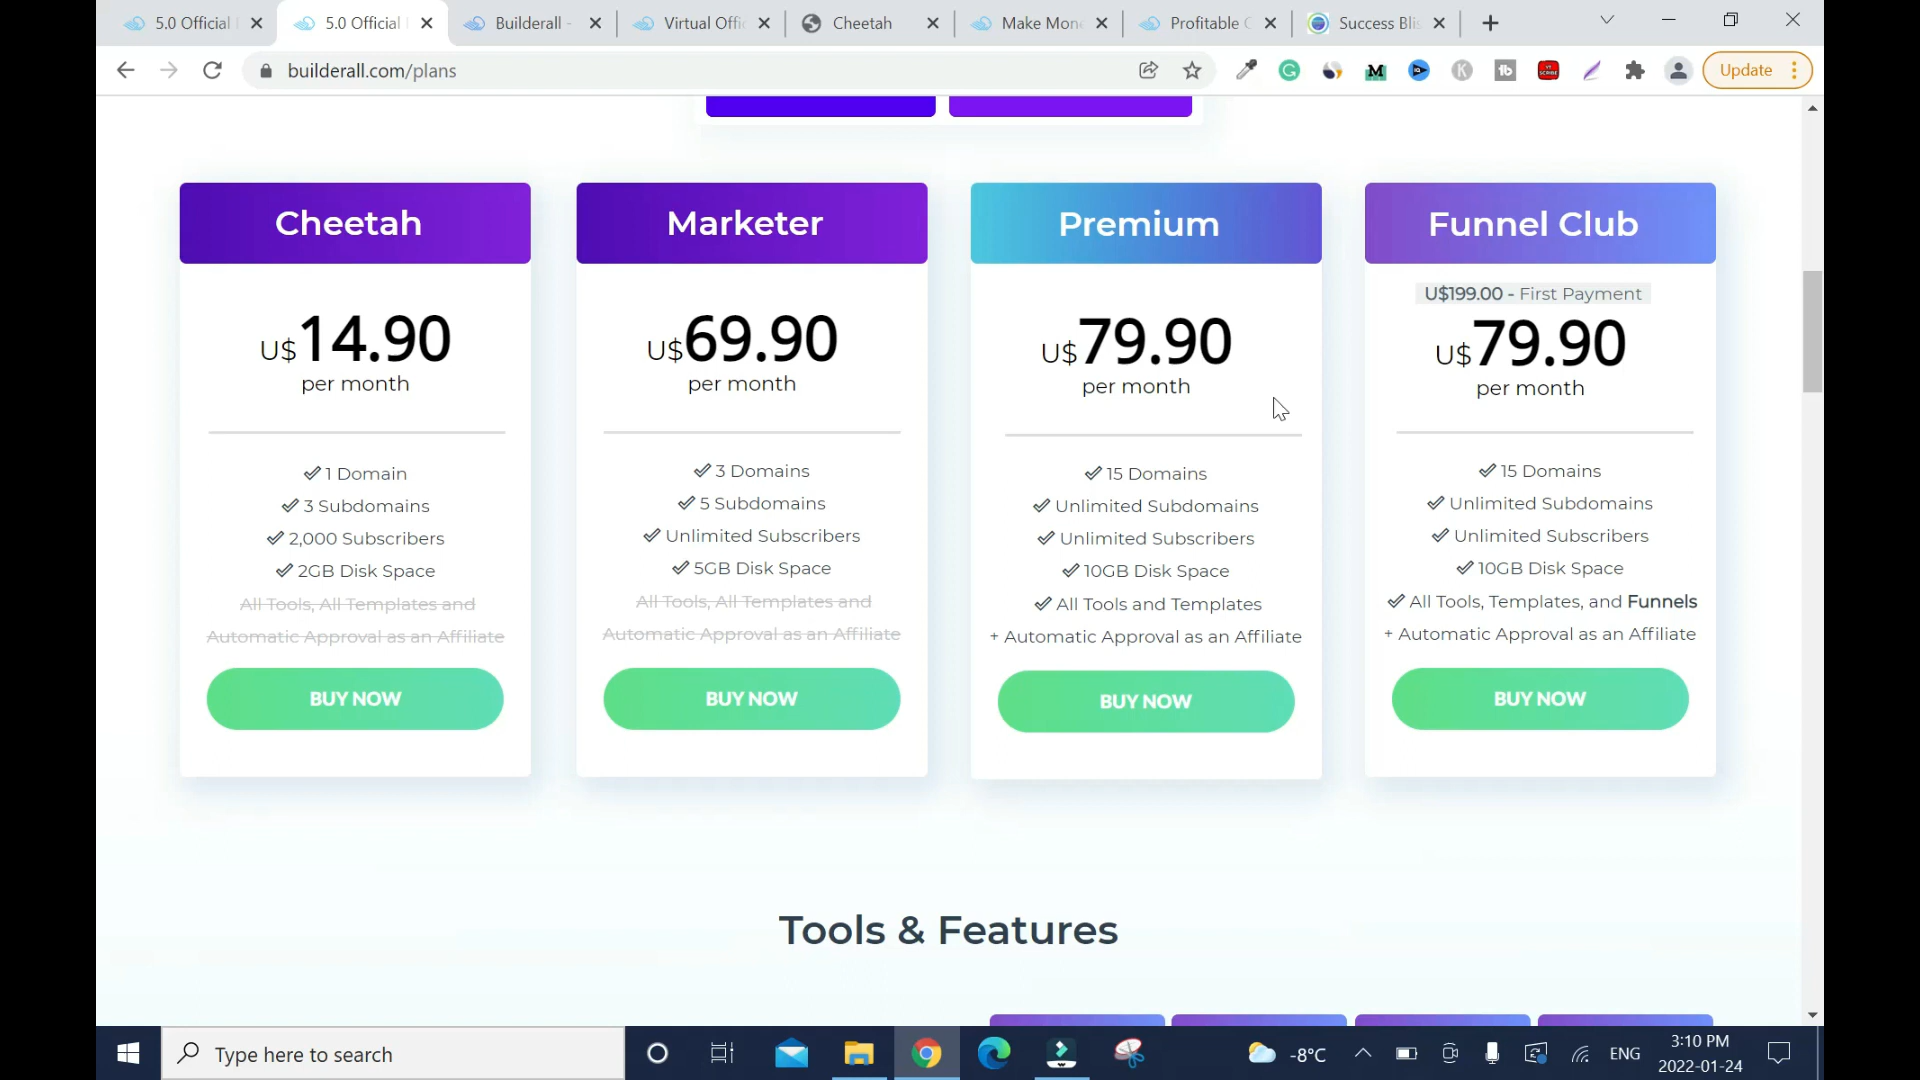 5.0 Official
5.0 Official
Builderall -
Virtual Offi
Cheetah
Make Mon
Profitable
Success Blis
builderall.com/plans
Update
Cheetah
U$14.90
per month
1 Domain
3 Subdomains
2,000 Subscribers
2GB Disk Space
All Tools, All Templates and
Automatic Approval as an Affiliate
BUY NOW
Marketer
U$69.90
per month
3 Domains
5 Subdomains
Unlimited Subscribers
5GB Disk Space
All Tools, All Templates and
Automatic Approval as an Affiliate
BUY NOW
Premium
U$79.90
per month
15 Domains
Unlimited Subdomains
Unlimited Subscribers
10GB Disk Space
All Tools and Templates
+ Automatic Approval as an Affiliate
BUY NOW
Funnel Club
U$199.00 - First Payment
U$79.90
per month
15 Domains
Unlimited Subdomains
Unlimited Subscribers
10GB Disk Space
All Tools, Templates, and Funnels
+ Automatic Approval as an Affiliate
BUY NOW
Tools & Features
Type here to search
-8°C
ENG
3:10 PM
2022-01-24